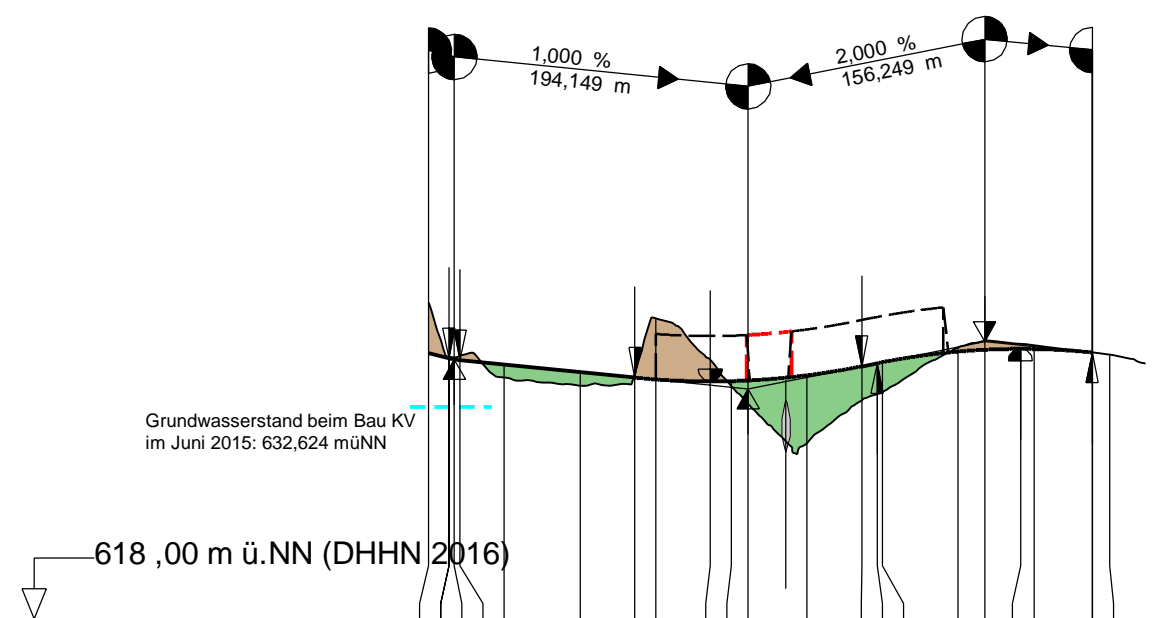 1,000 %
194,149 m
2,000 %
156,249 m
Grundwasserstand beim Bau KV
im Juni 2015: 632,624 müNN
618 ,00 m ü.NN (DHHN 2016)